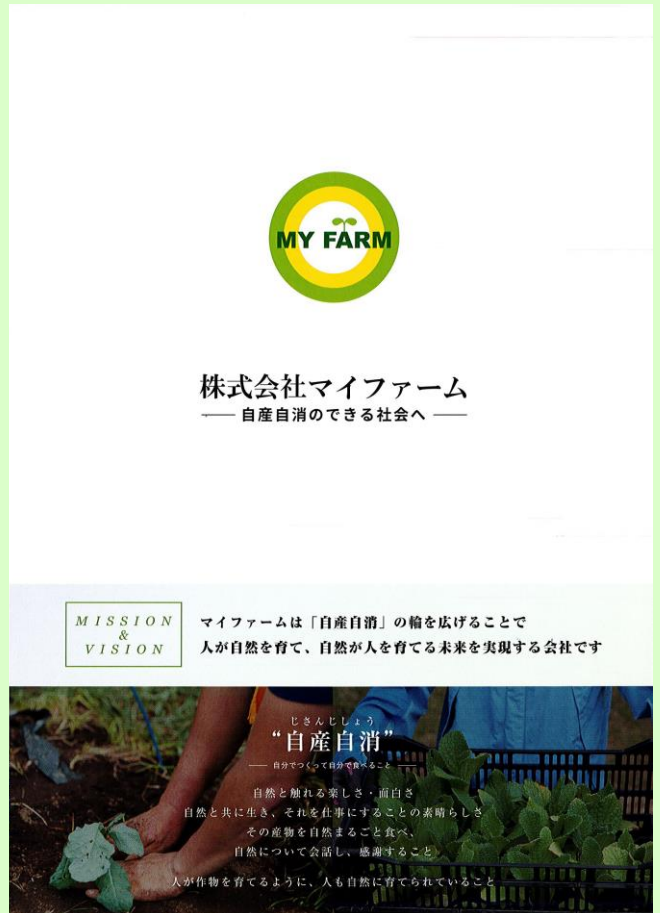 MY FARM
株式会社マイファーム
自産自消のできる社会へ
MISSION
&
VISION
マイファームは「自産自消」の輪を広げることで
人が自然を育て、自然が人を育てる未来を実現する会社です
じさんじしょう
“自産自消”
自分でつくって自分で食べること
自然と触れる楽しさ・面白さ
自然と共に生き、それを仕事にすることの素晴らしさ
その産物を自然まるごと食べ、
自然について会話し、感謝すること
人が作物を育てるように、人も自然に育てられていること